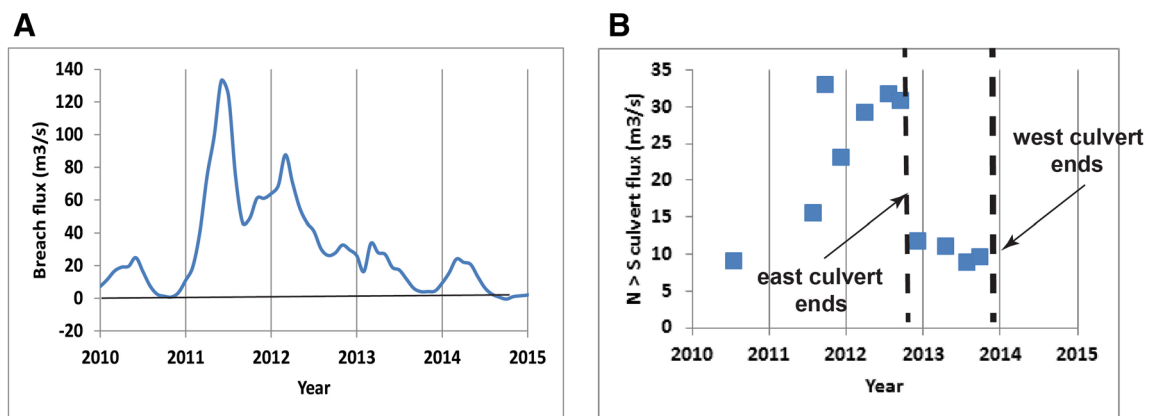 A
Breach flux (m3/s)
140
120
100
80
60
40
20
0
-20
2010 2011 2012 2013 2014 2015
Year
B
N > S culvert flux (m3/s)
35
30
25
20
15
10
5
0
2010 2011 2012 2013 2014 2015
Year
east culvert
ends
west culvert
ends